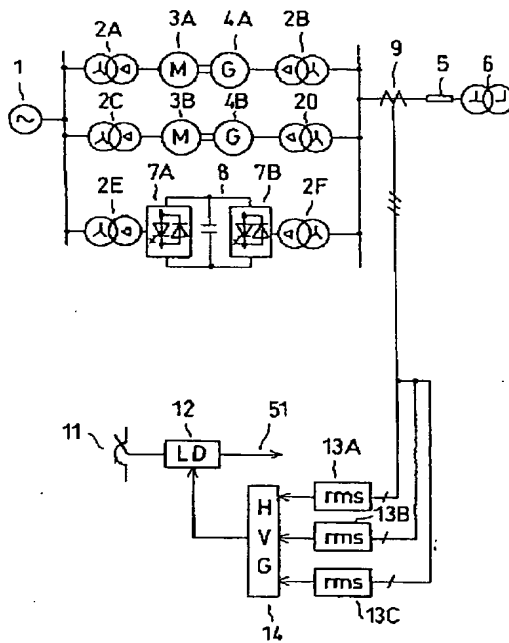 3A 4A
2A 2B
1 9 5 6
M G
2C 3B 4B 20
M G
2E 7A 8 7B 2F
12 51
11 LD 13A
H rms
13B
V rms
G rms
14 13C